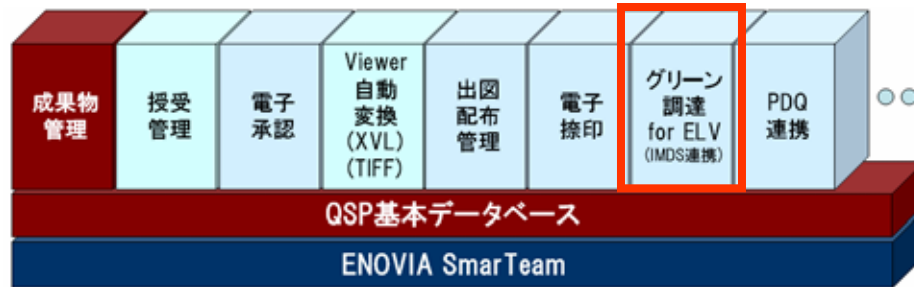 成果物
管理
授受
管理
電子
承認
Viewer
自動
変換
(XVL)
(TIFF)
出図
配布
管理
電子
捺印
グリーン
調達
for ELV
(IMDS連携)
PDQ
連携
QSP基本データベース
ENOVIA SmarTeam